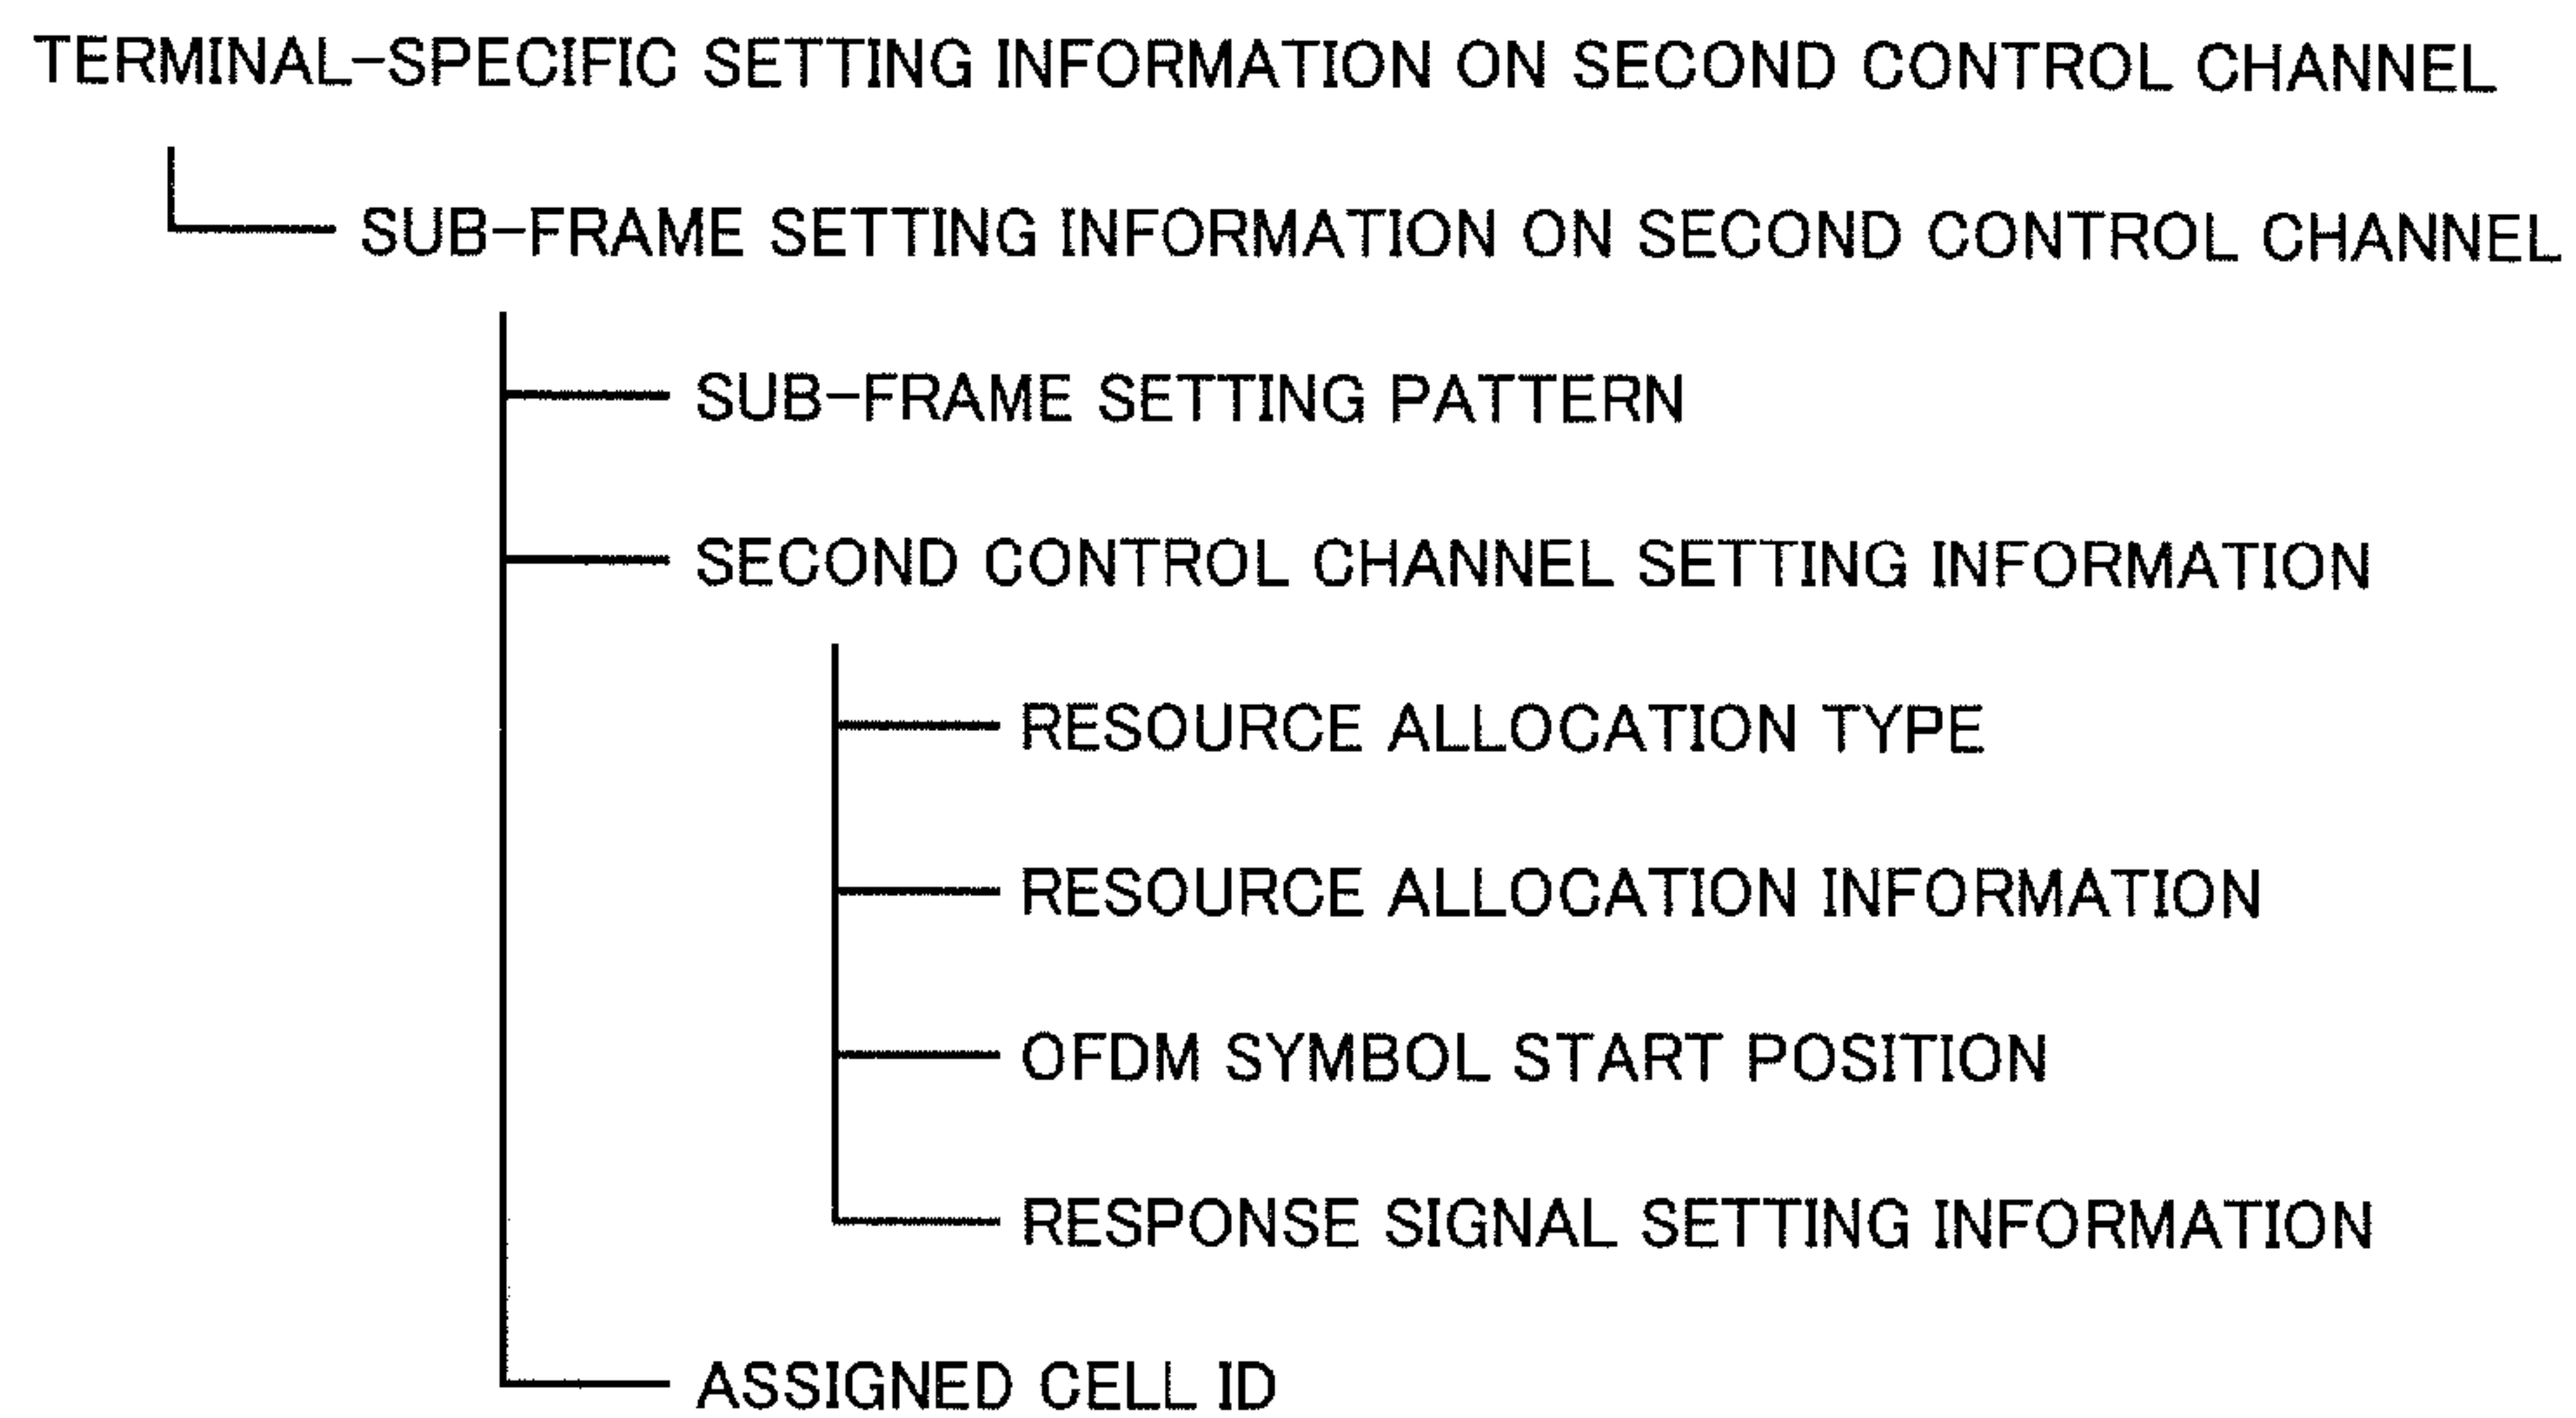 TERMINAL-SPECIFIC SETTING INFORMATION ON SECOND CONTROL CHANNEL
SUB-FRAME SETTING INFORMATION ON SECOND CONTROL CHANNEL
SUB-FRAME SETTING PATTERN
SECOND CONTROL CHANNEL SETTING INFORMATION
RESOURCE ALLOCATION TYPE
RESOURCE ALLOCATION INFORMATION
OFDM SYMBOL START POSITION
RESPONSE SIGNAL SETTING INFORMATION
ASSIGNED CELL ID